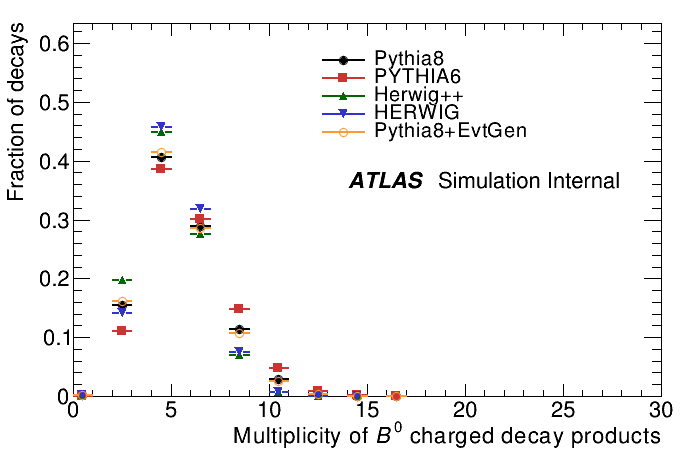 Fraction of decays
0.6
0.5
0.4
0.3
0.2
0.1
0
Pythia8
PYTHIA6
Herwig++
HERWIG
Pythia8+EvtGen
ATLAS Simulation Internal
0 5 10 15 20 25 30
Multiplicity of B⁰ charged decay products